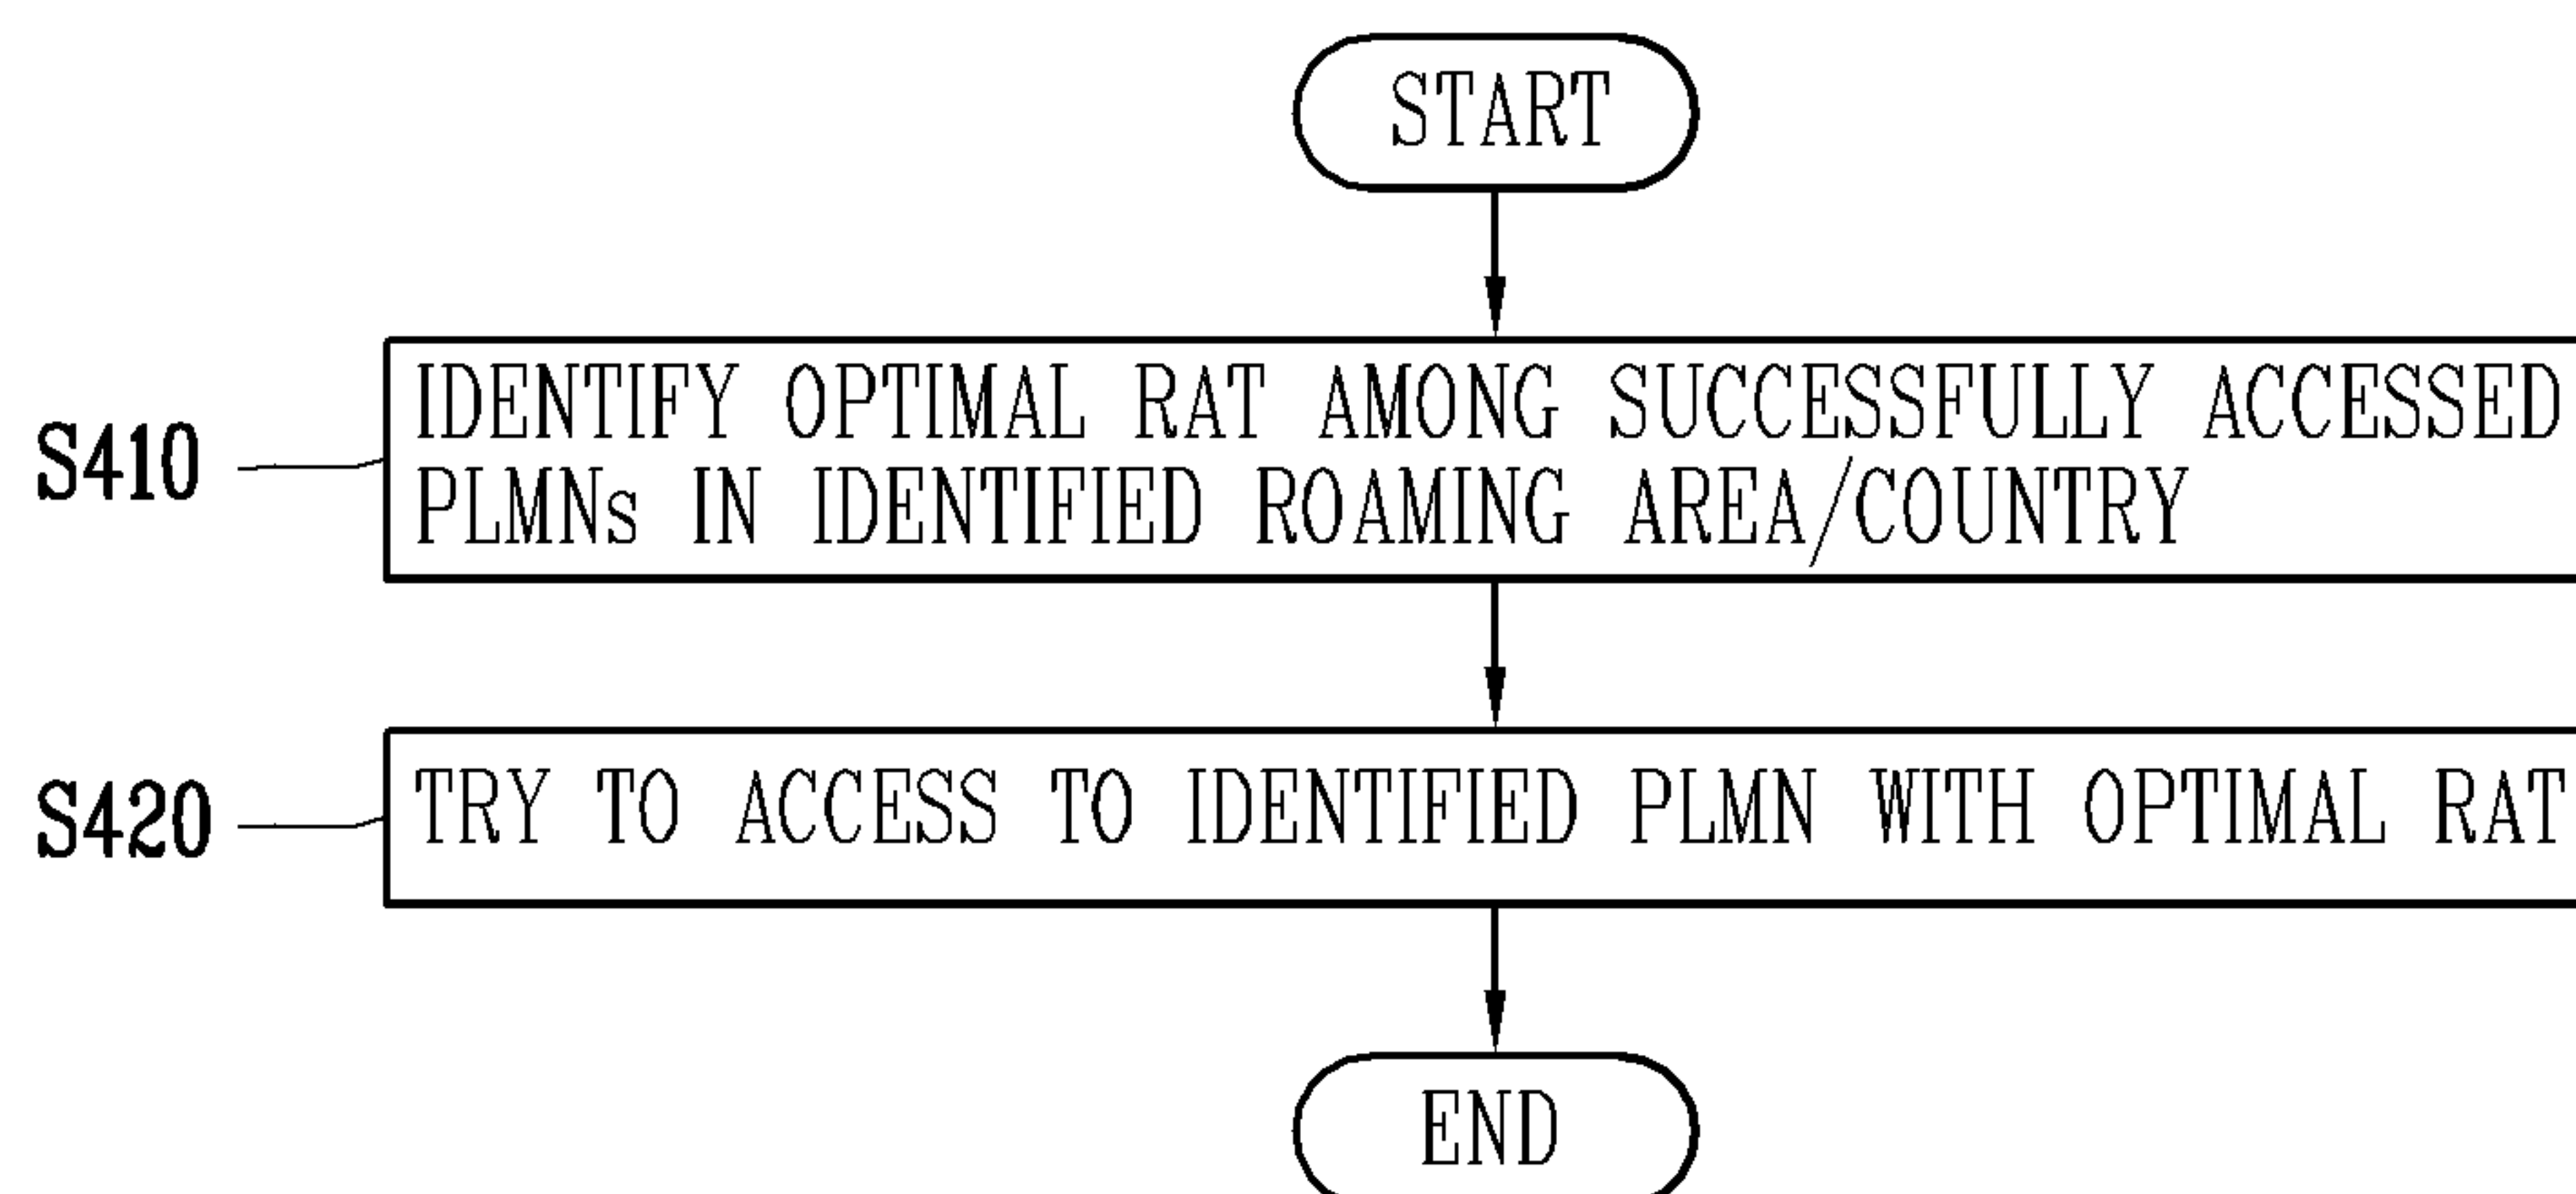 START
S410
IDENTIFY OPTIMAL RAT AMONG SUCCESSFULLY ACCESSED
PLMNs IN IDENTIFIED ROAMING AREA/COUNTRY
S420
TRY TO ACCESS TO IDENTIFIED PLMN WITH OPTIMAL RAT
END